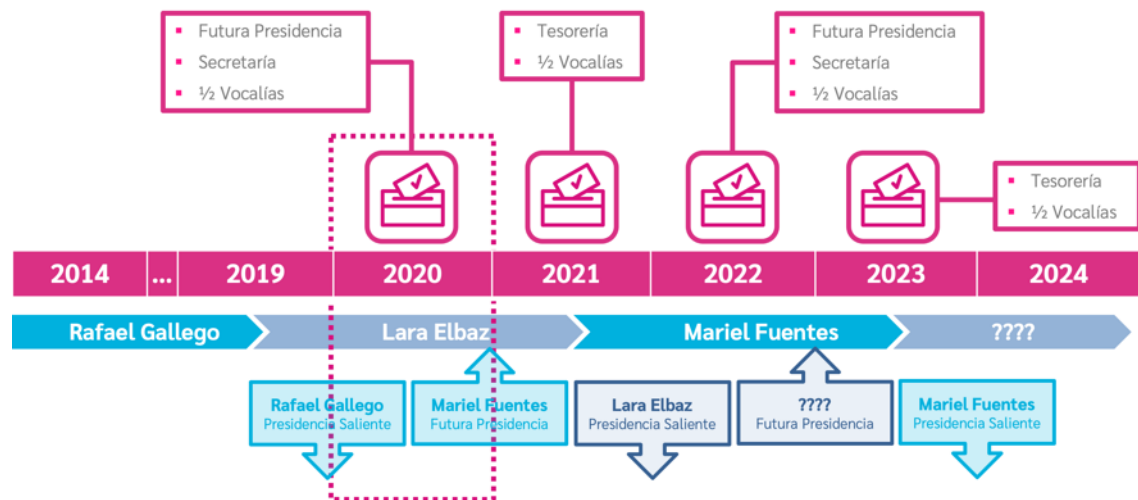 Futura Presidencia
Secretaría
½ Vocalías
Tesorería
½ Vocalías
Futura Presidencia
Secretaría
½ Vocalías
Tesorería
½ Vocalías
2014 ... 2019 2020 2021 2022 2023 2024
Rafael Gallego Lara Elbaz Mariel Fuentes ????
Rafael Gallego
Presidencia Saliente
Mariel Fuentes
Futura Presidencia
Lara Elbaz
Presidencia Saliente
????
Futura Presidencia
Mariel Fuentes
Presidencia Saliente